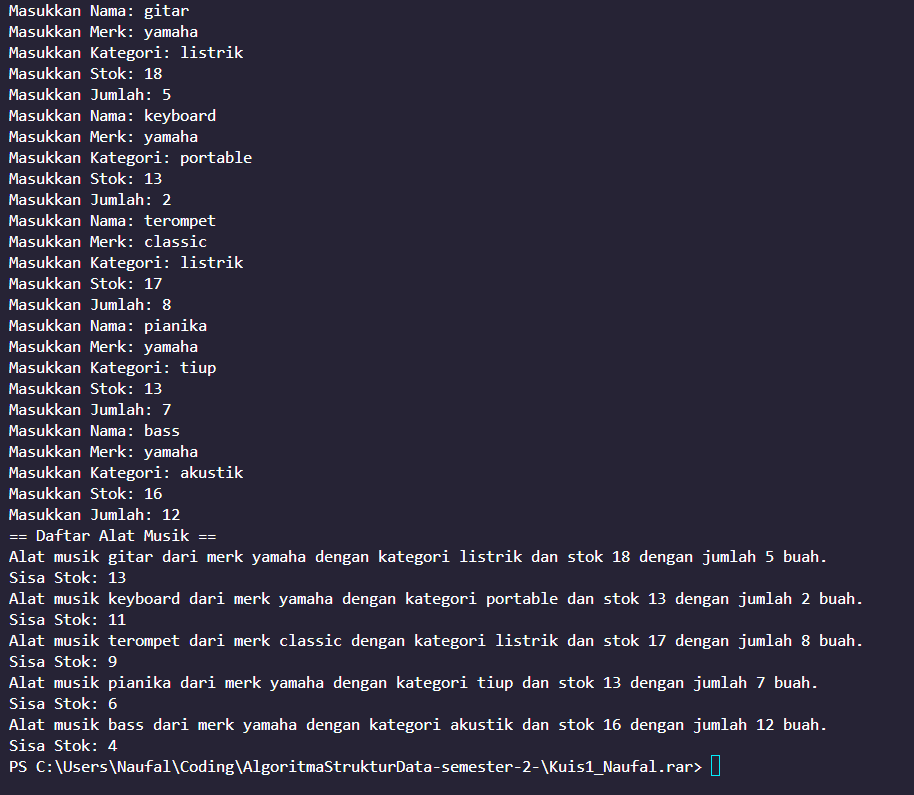 Masukkan Nama: gitar
Masukkan Merk: yamaha
Masukkan Kategori: listrik
Masukkan Stok: 18
Masukkan Jumlah: 5
Masukkan Nama: keyboard
Masukkan Merk: yamaha
Masukkan Kategori: portable
Masukkan Stok: 13
Masukkan Jumlah: 2
Masukkan Nama: terompet
Masukkan Merk: classic
Masukkan Kategori: listrik
Masukkan Stok: 17
Masukkan Jumlah: 8
Masukkan Nama: pianika
Masukkan Merk: yamaha
Masukkan Kategori: tiup
Masukkan Stok: 13
Masukkan Jumlah: 7
Masukkan Nama: bass
Masukkan Merk: yamaha
Masukkan Kategori: akustik
Masukkan Stok: 16
Masukkan Jumlah: 12
== Daftar Alat Musik ==
Alat musik gitar dari merk yamaha dengan kategori listrik dan stok 18 dengan jumlah 5 buah.
Sisa Stok: 13
Alat musik keyboard dari merk yamaha dengan kategori portable dan stok 13 dengan jumlah 2 buah.
Sisa Stok: 11
Alat musik terompet dari merk classic dengan kategori listrik dan stok 17 dengan jumlah 8 buah.
Sisa Stok: 9
Alat musik pianika dari merk yamaha dengan kategori tiup dan stok 13 dengan jumlah 7 buah.
Sisa Stok: 6
Alat musik bass dari merk yamaha dengan kategori akustik dan stok 16 dengan jumlah 12 buah.
Sisa Stok: 4
PS C:\Users\Naufal\Coding\AlgoritmaStrukturData-semester-2-\Kuis1_Naufal.rar>